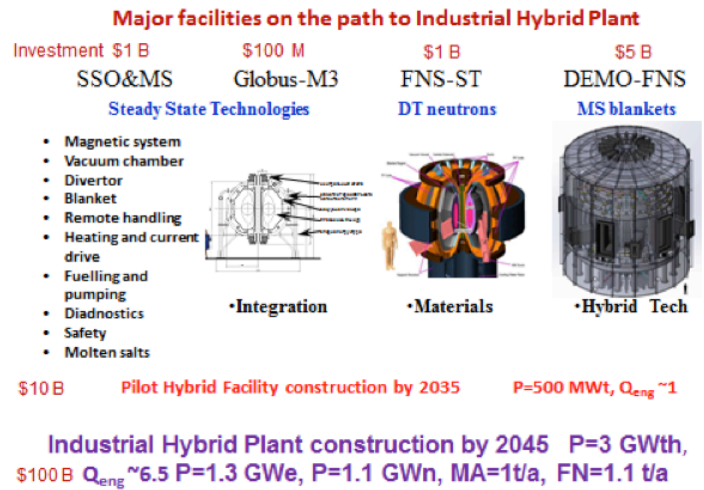 Major facilities on the path to Industrial Hybrid Plant
Investment $1 B $100 M $1 B $5 B
SSO&MS Globus-M3 FNS-ST DEMO-FNS
Steady State Technologies DT neutrons MS blankets
• Magnetic system
• Vacuum chamber
• Divertor
• Blanket
• Remote handling
• Heating and current
drive
• Fuelling and
pumping
• Diadnostics
• Safety
• Molten salts
•Integration •Materials •Hybrid Tech
$10 B Pilot Hybrid Facility construction by 2035 P=500 MWt, Qeng ~1
Industrial Hybrid Plant construction by 2045 P=3 GWth,
$100 B Qeng ~6.5 P=1.3 GWe, P=1.1 GWn, MA=1t/a, FN=1.1 t/a